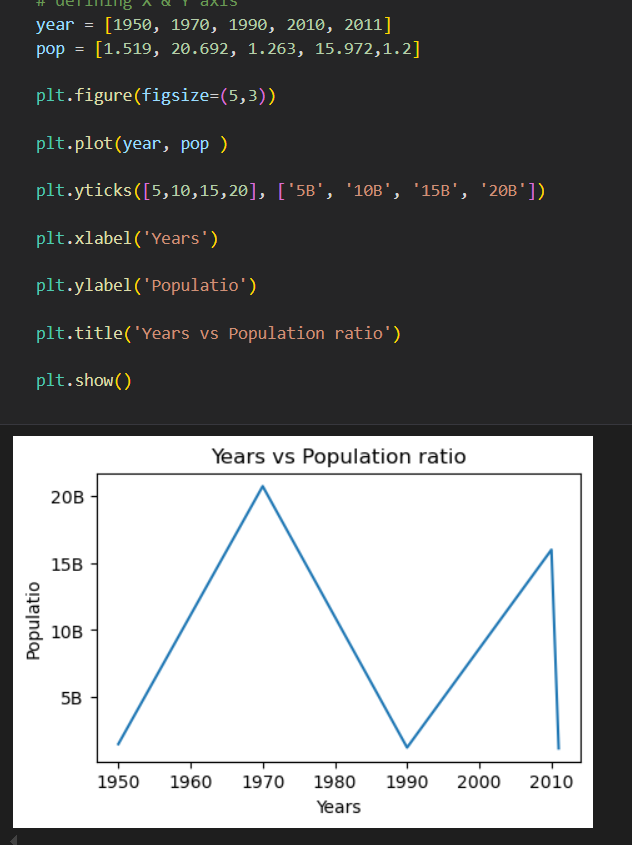 # defining X & Y axis
year = [1950, 1970, 1990, 2010, 2011]
pop = [1.519, 20.692, 1.263, 15.972,1.2]
plt.figure(figsize=(5,3))
plt.plot(year, pop )
plt.yticks([5,10,15,20], ['5B', '10B', '15B', '20B'])
plt.xlabel('Years')
plt.ylabel('Populatio')
plt.title('Years vs Population ratio')
plt.show()
Years vs Population ratio
20B
15B
10B
5B
Populatio
1950 1960 1970 1980 1990 2000 2010
Years